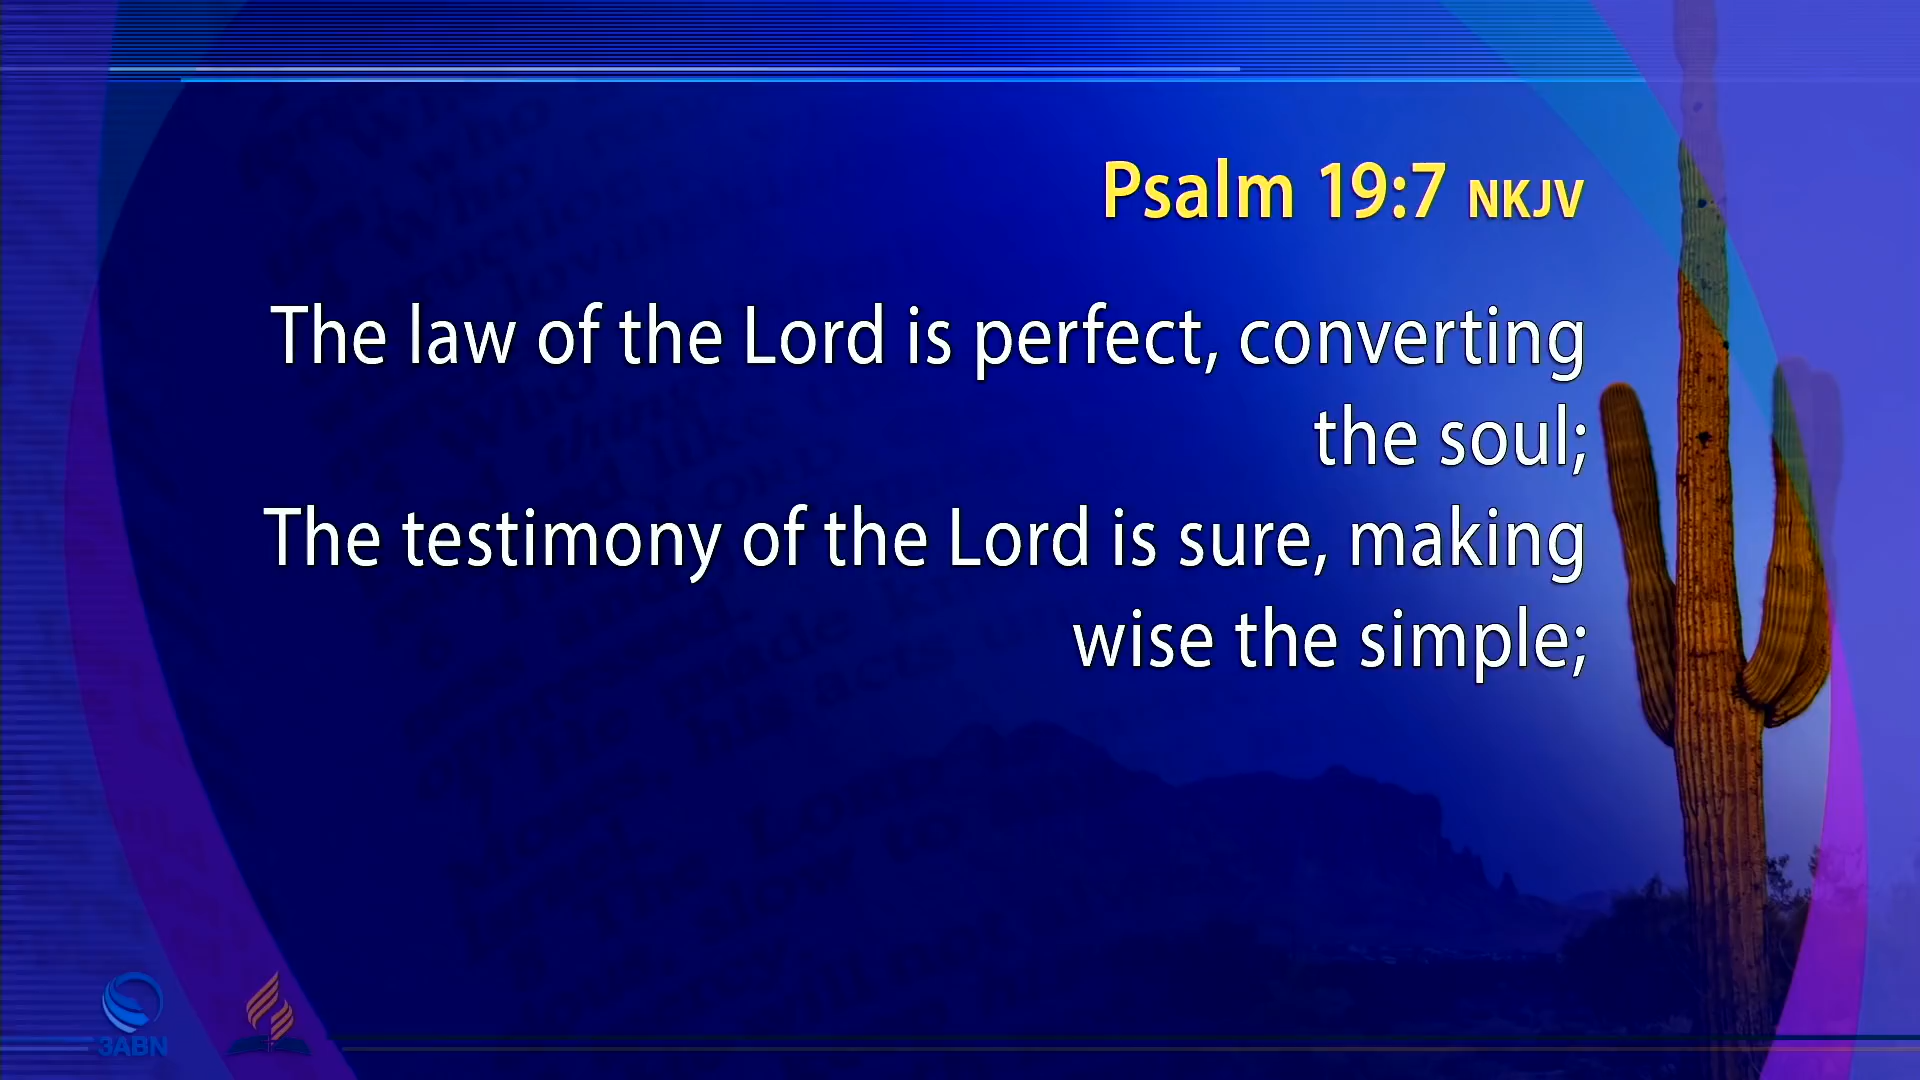 Psalm 19:7 NKJV
The law of the Lord is perfect, converting
the soul;
The testimony of the Lord is sure, making
wise the simple;
3ABN